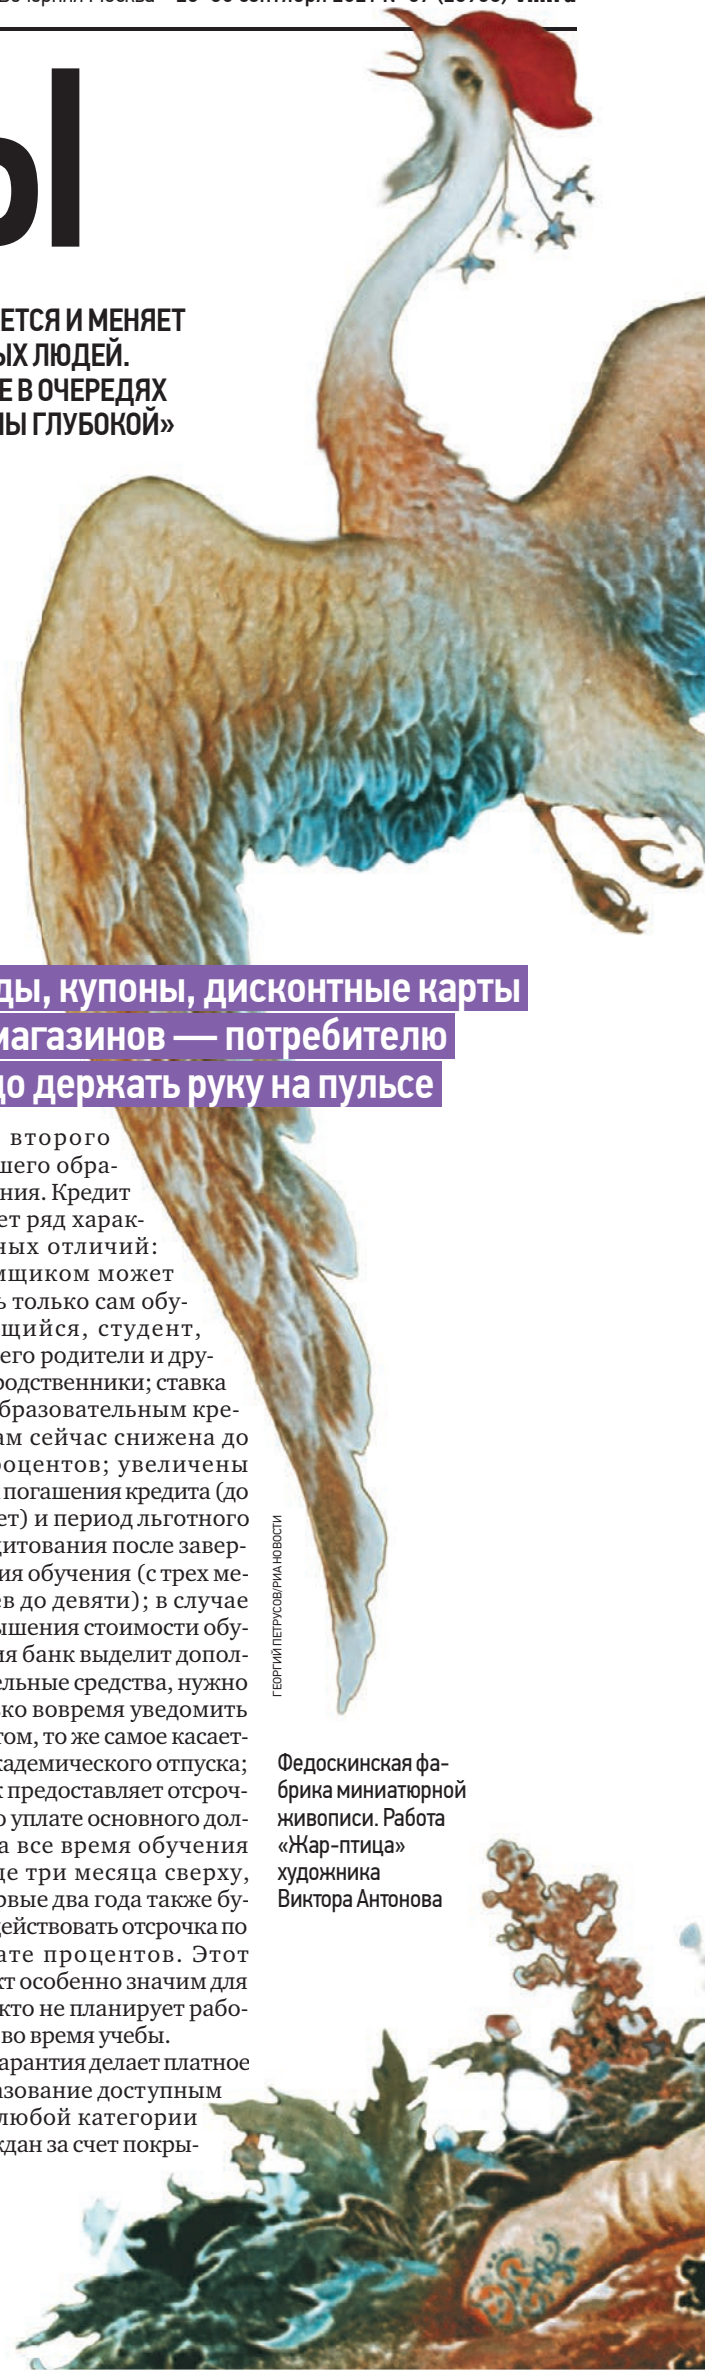 ы
ЕТСЯ И МЕНЯЕТ
ЫХ ЛЮДЕЙ.
Е В ОЧЕРЕДЯХ
НЫ ГЛУБОКОЙ»
ды, купоны, дисконтные карты
магазинов — потребителю
до держать руку на пульсе
второго
шего обра-
ния. Кредит
ет ряд харак-
ных отличий:
мщиком может
ь только сам обу-
щийся, студент,
его родители и дру-
родственники; ставка
бразовательным кре-
ам сейчас снижена до
роцентов; увеличены
погашения кредита (до
ет) и период льготного
дитования после завер-
ия обучения (с трех ме-
ев до девяти); в случае
ышения стоимости обу-
ия банк выделит допол-
ельные средства, нужно
ко вовремя уведомить
том, то же самое касает-
кадемического отпуска;
к предоставляет отсроч-
о уплате основного дол-
а все время обучения
ще три месяца сверху,
рвые два года также бу-
действовать отсрочка по
ате процентов. Этот
кт особенно значим для
кто не планирует рабо-
во время учебы.
арантия делает платное
азование доступным
любой категории
ждан за счет покры-
ГЕОРГИЙ ПЕТРУСОВ/РИА НОВОСТИ
Федоскинская фа-
брика миниатюрной
живописи. Работа
«Жар-птица»
художника
Виктора Антонова